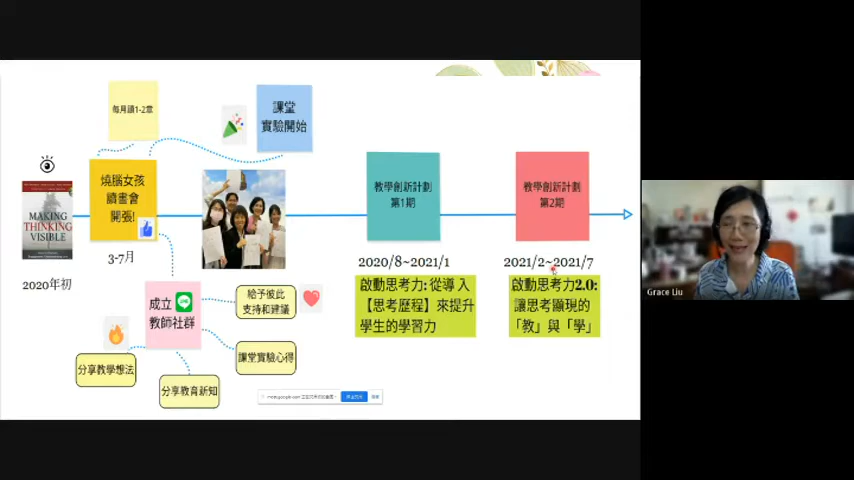 每月讀1-2章
課堂
實驗開始
燒腦女孩
讀書會
開張!
MAKING
THINKING
VISIBLE
2020年初
3-7月
成立
教師社群
給予彼此
支持和建議
課堂實驗心得
分享教學想法
分享教育新知
教學創新計劃
第1期
2020/8~2021/1
啟動思考力: 從導入
【思考歷程】來提升
學生的學習力
教學創新計劃
第2期
2021/2~2021/7
啟動思考力2.0:
讓思考顯現的
「教」與「學」
Grace Liu